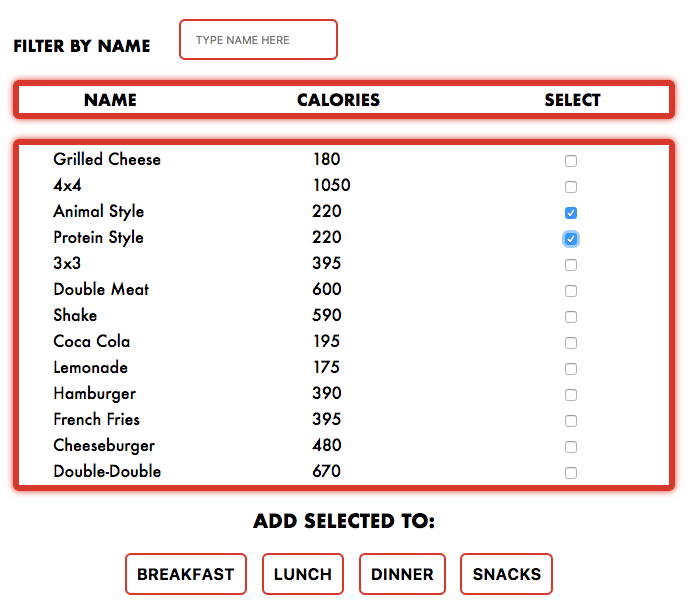 FILTER BY NAME TYPE NAME HERE
NAME CALORIES SELECT
Grilled Cheese 180
4x4 1050
Animal Style 220
Protein Style 220
3x3 395
Double Meat 600
Shake 590
Coca Cola 195
Lemonade 175
Hamburger 390
French Fries 395
Cheeseburger 480
Double-Double 670
ADD SELECTED TO:
BREAKFAST LUNCH DINNER SNACKS